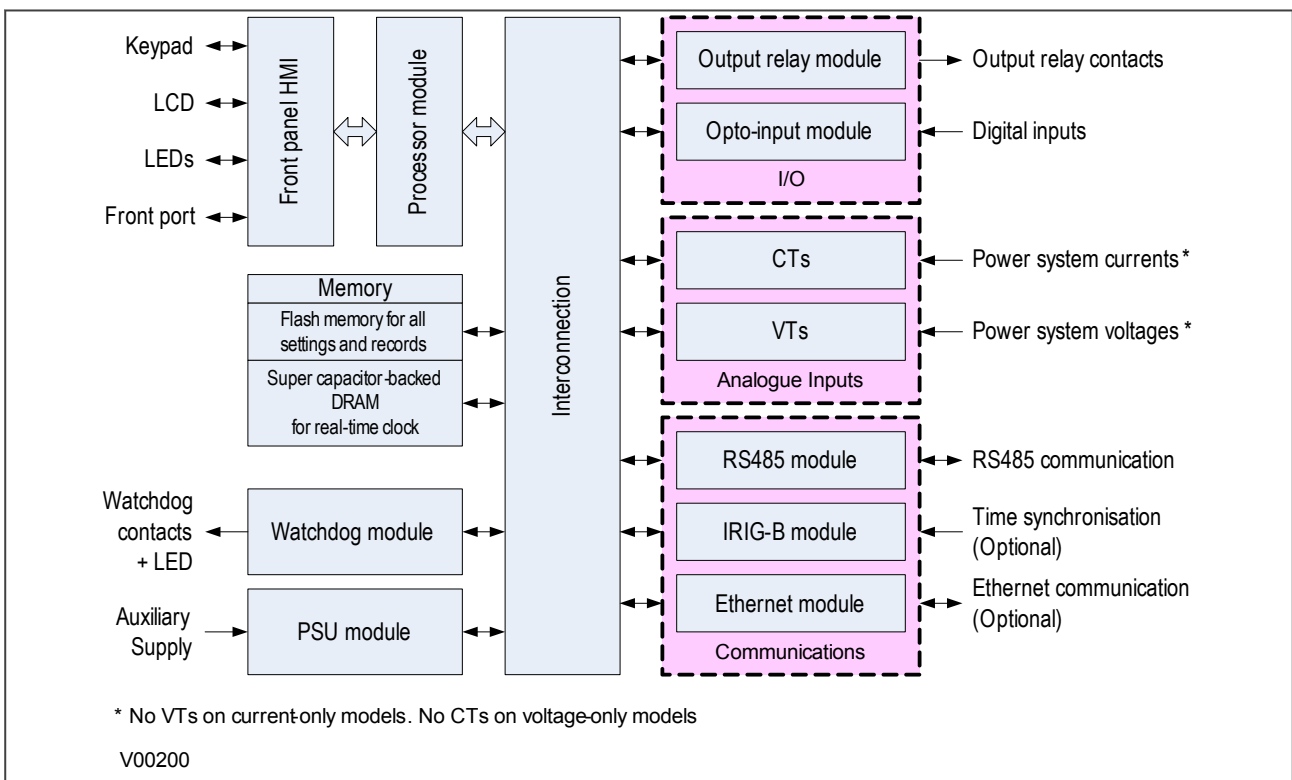 Keypad
LCD
LEDs
Front port
Front panel HMI
Processor module
Memory
Flash memory for all
settings and records
Super capacitor-backed
DRAM
for real-time clock
Watchdog
contacts
+ LED
Watchdog module
Auxiliary
Supply
PSU module
Interconnection
Output relay module
Output relay contacts
Opto-input module
Digital inputs
I/O
CTs
Power system currents *
VTs
Power system voltages *
Analogue Inputs
RS485 module
RS485 communication
IRIG-B module
Time synchronisation
(Optional)
Ethernet module
Ethernet communication
(Optional)
Communications
* No VTs on current-only models. No CTs on voltage-only models
V00200